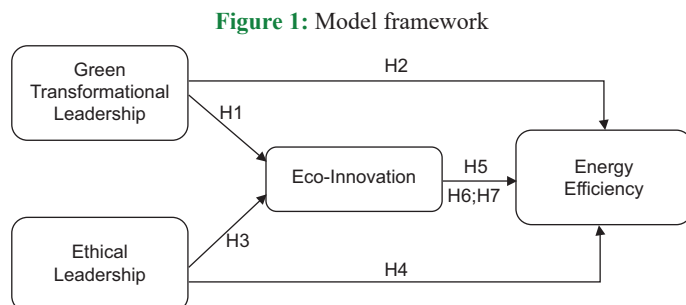 Figure 1: Model framework
Green
Transformational
Leadership
H2
H1
Eco-Innovation
H5
H6;H7
Energy
Efficiency
H3
Ethical
Leadership
H4